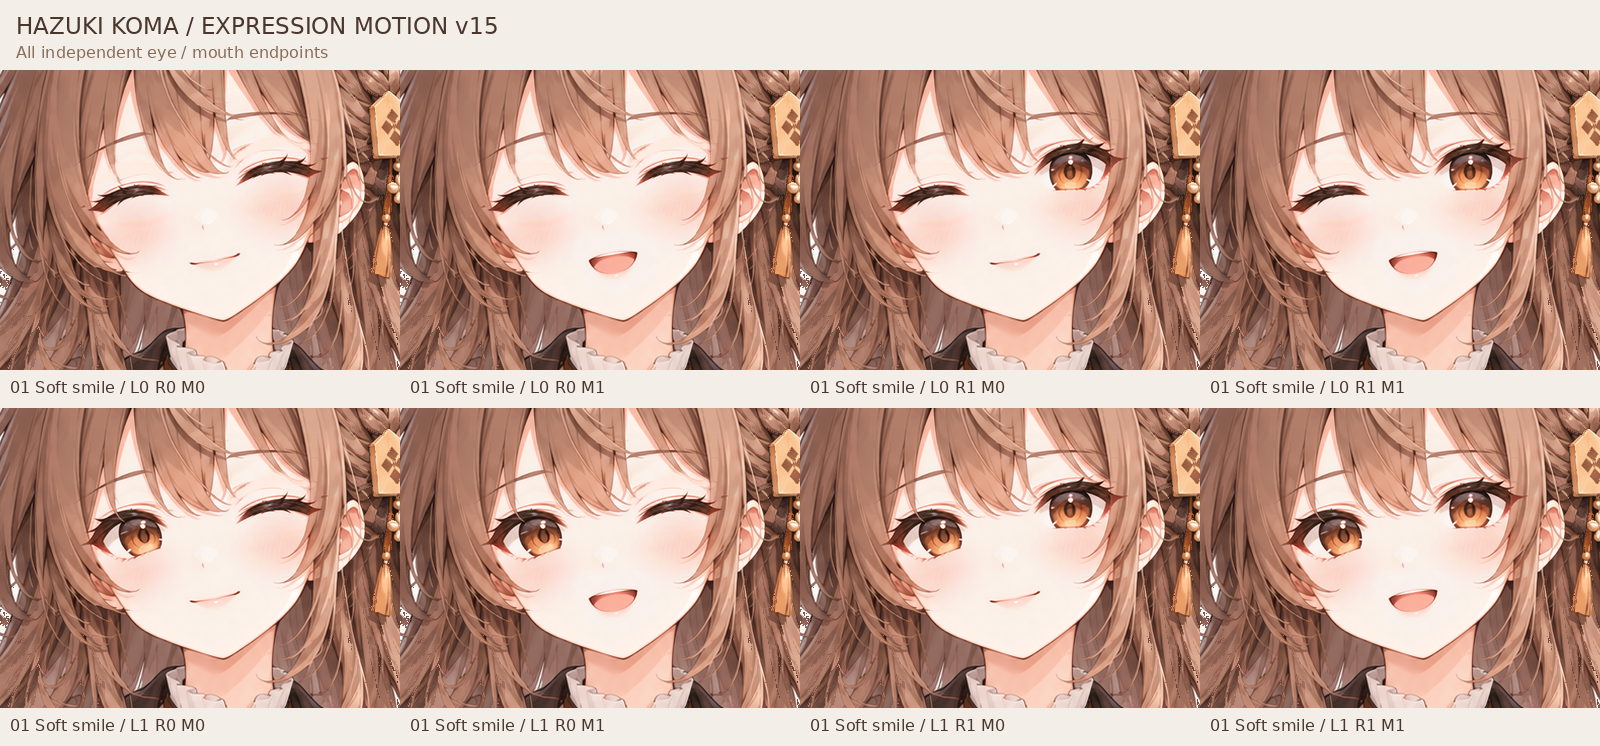 HAZUKI KOMA / EXPRESSION MOTION v15
All independent eye / mouth endpoints
01 Soft smile / L0 R0 M0
01 Soft smile / L0 R0 M1
01 Soft smile / L0 R1 M0
01 Soft smile / L0 R1 M1
01 Soft smile / L1 R0 M0
01 Soft smile / L1 R0 M1
01 Soft smile / L1 R1 M0
01 Soft smile / L1 R1 M1